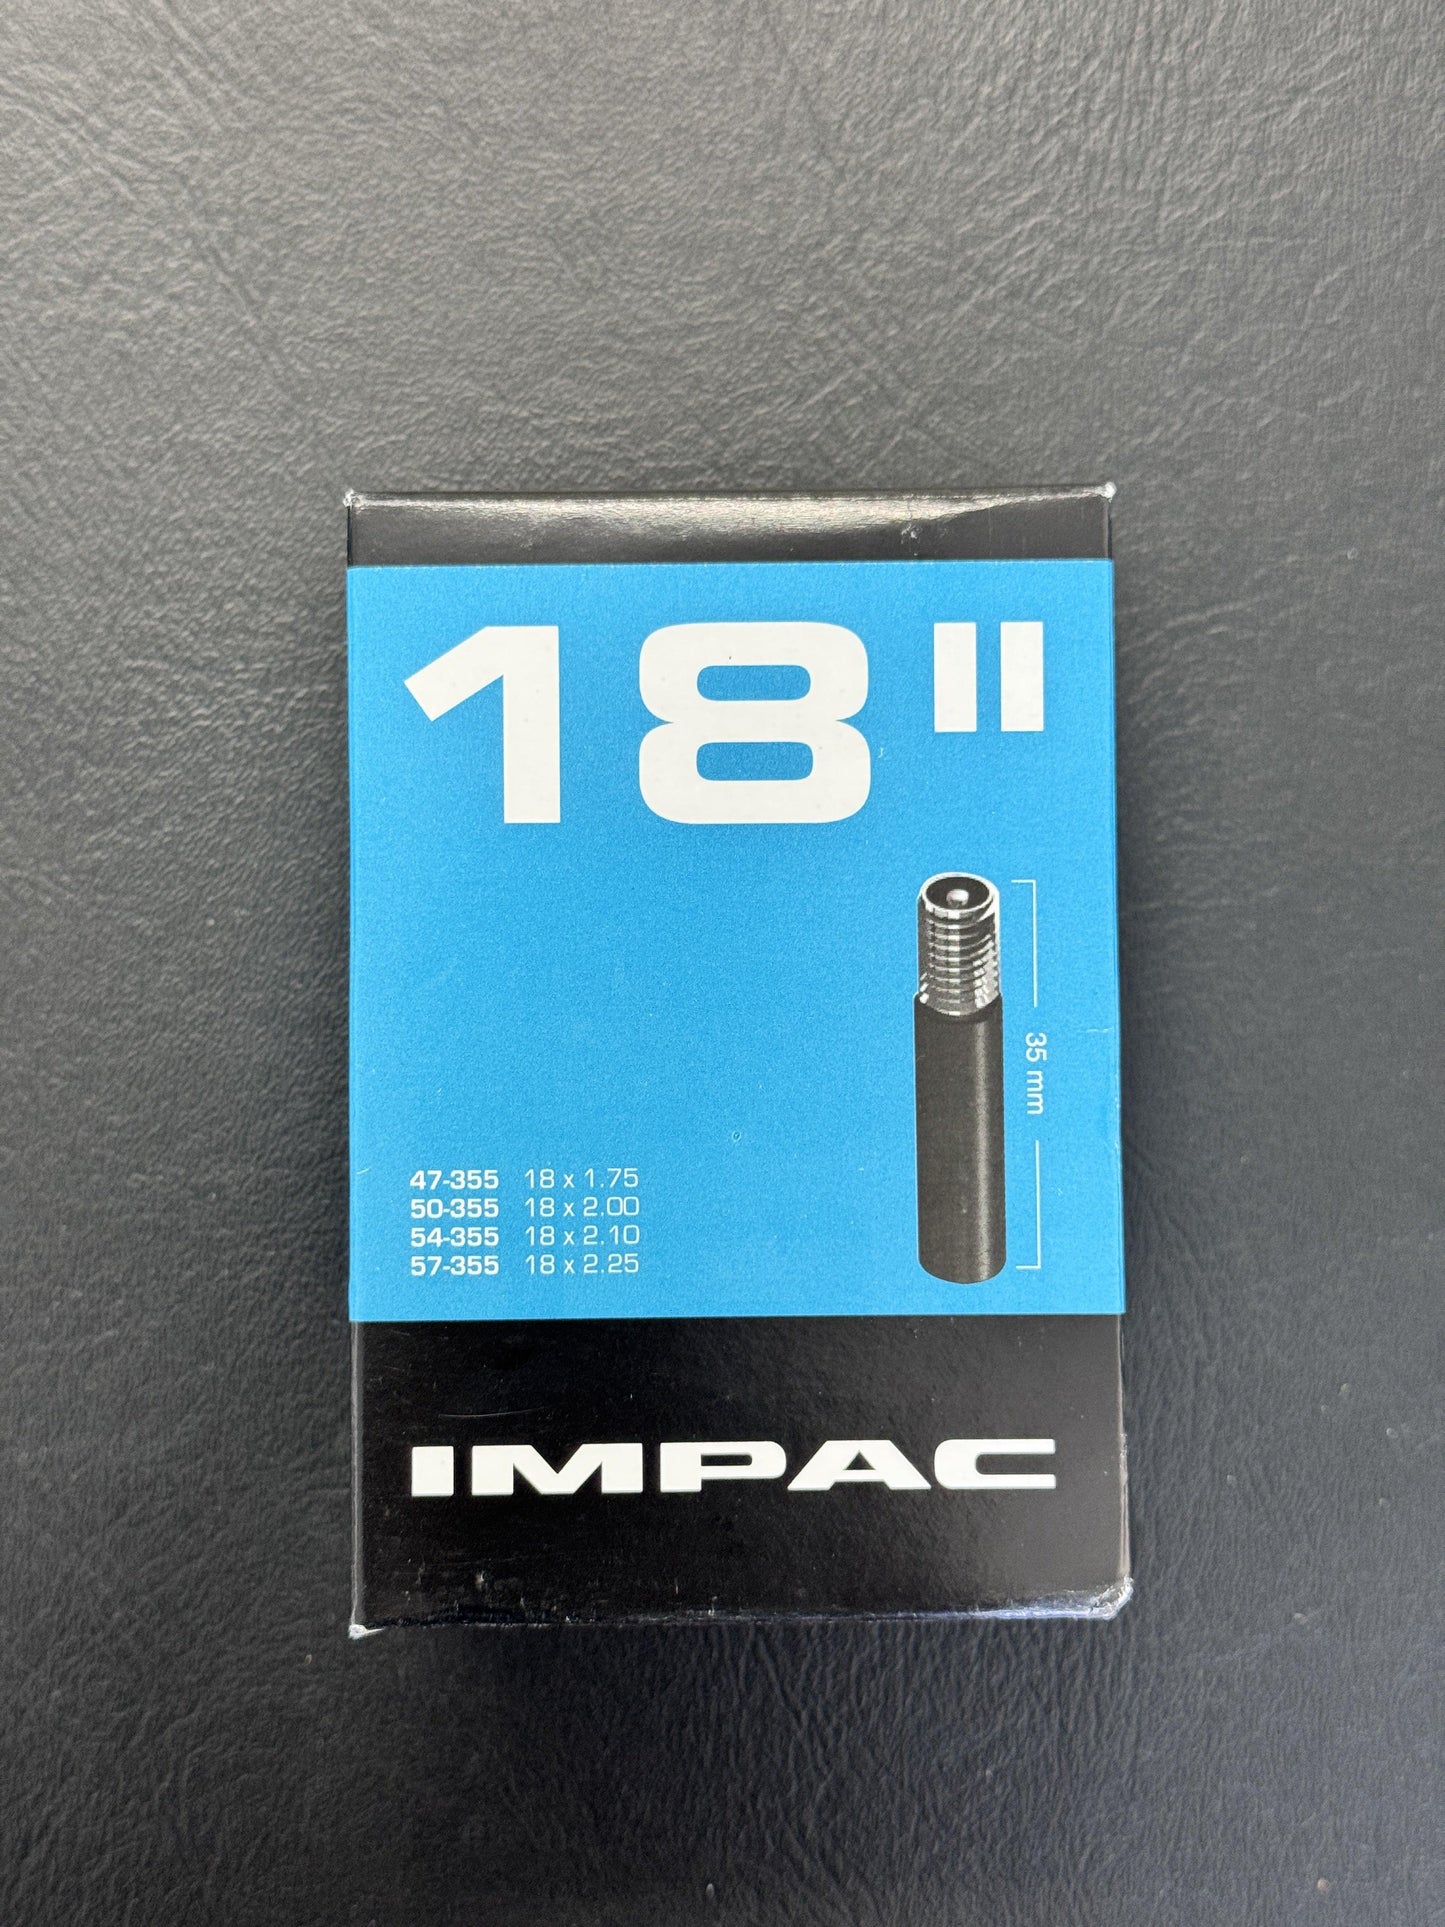 18"
35 mm
47-355 18 x 1.75
50-355 18 x 2.00
54-355 18 x 2.10
57-355 18 x 2.25
IMPAC